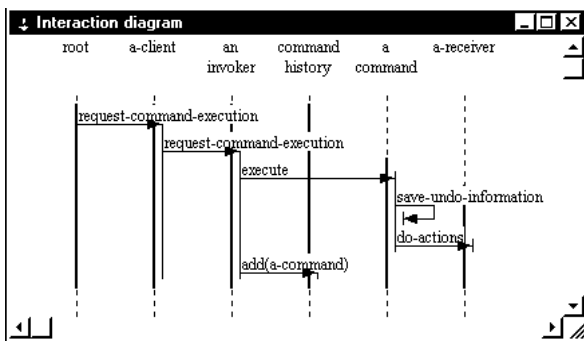 Interaction diagram
root a-client an command a a-receiver
invoker history command
request-command-execution
request-command-execution
execute
save-undo-information
do-actions
add(a-command)